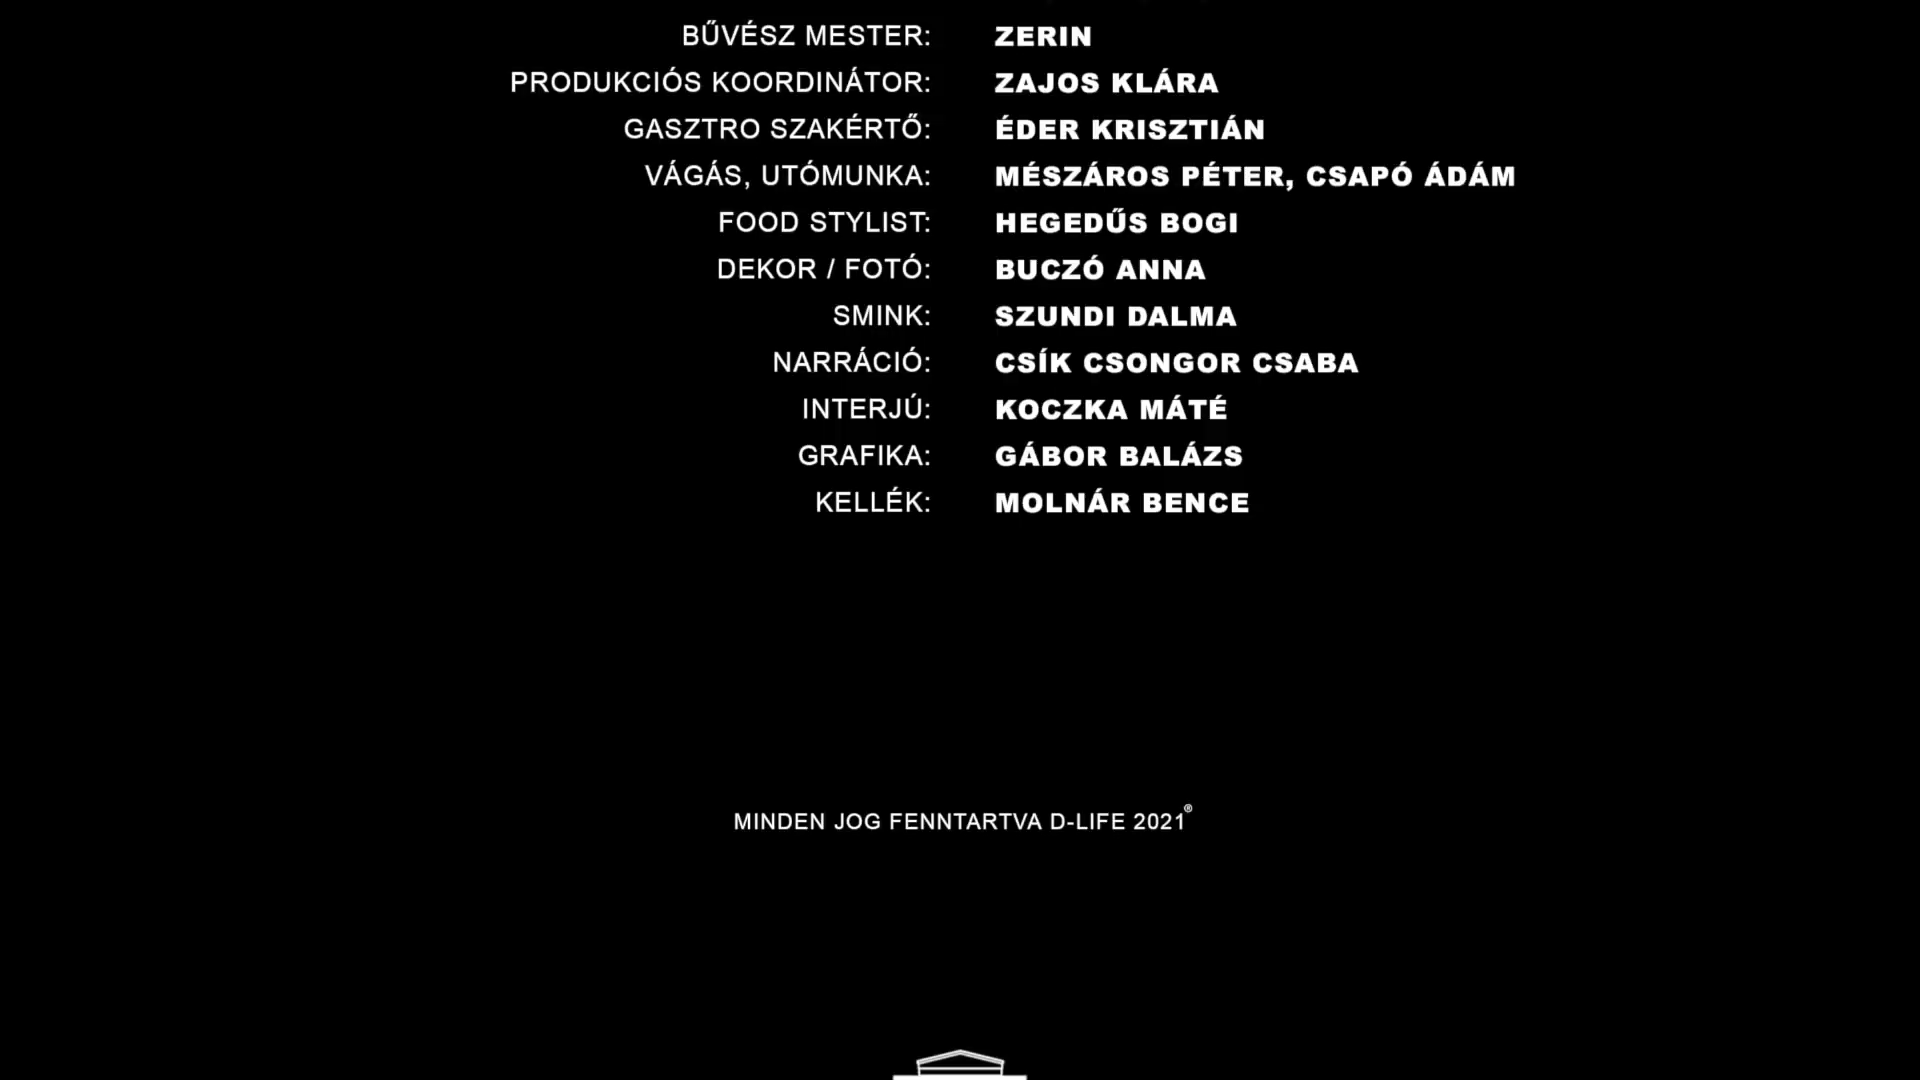 BŰVÉSZ MESTER: ZERIN
PRODUKCIÓS KOORDINÁTOR: ZAJOS KLÁRA
GASZTRO SZAKÉRTŐ: ÉDER KRISZTIÁN
VÁGÁS, UTÓMUNKA: MÉSZÁROS PÉTER, CSAPÓ ÁDÁM
FOOD STYLIST: HEGEDŰS BOGI
DEKOR / FOTÓ: BUCZÓ ANNA
SMINK: SZUNDI DALMA
NARRÁCIÓ: CSÍK CSONGOR CSABA
INTERJÚ: KOCZKA MÁTÉ
GRAFIKA: GÁBOR BALÁZS
KELLÉK: MOLNÁR BENCE
MINDEN JOG FENNTARTVA D-LIFE 2021®